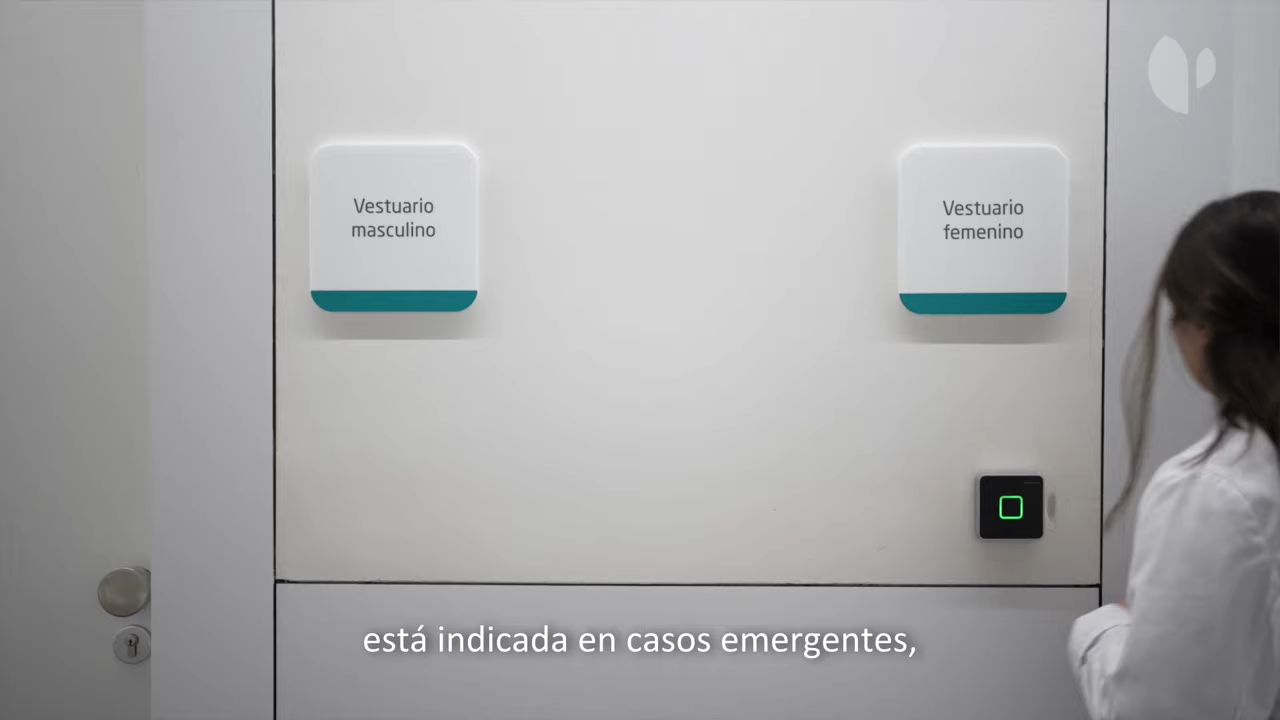 Vestuario
masculino
Vestuario
femenino
está indicada en casos emergentes,